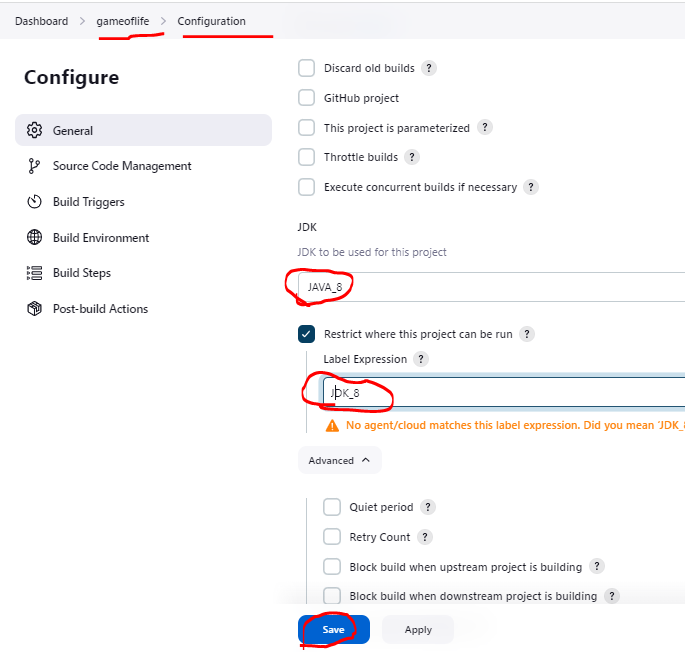 Dashboard > gameoflife > Configuration
Configure
General
Source Code Management
Build Triggers
Build Environment
Build Steps
Post-build Actions
Discard old builds ?
GitHub project
This project is parameterized ?
Throttle builds ?
Execute concurrent builds if necessary ?
JDK
JDK to be used for this project
JAVA_8
Restrict where this project can be run ?
Label Expression ?
JDK_8
No agent/cloud matches this label expression. Did you mean 'JDK_8
Advanced
Quiet period ?
Retry Count ?
Block build when upstream project is building ?
Block build when downstream project is building ?
Save Apply